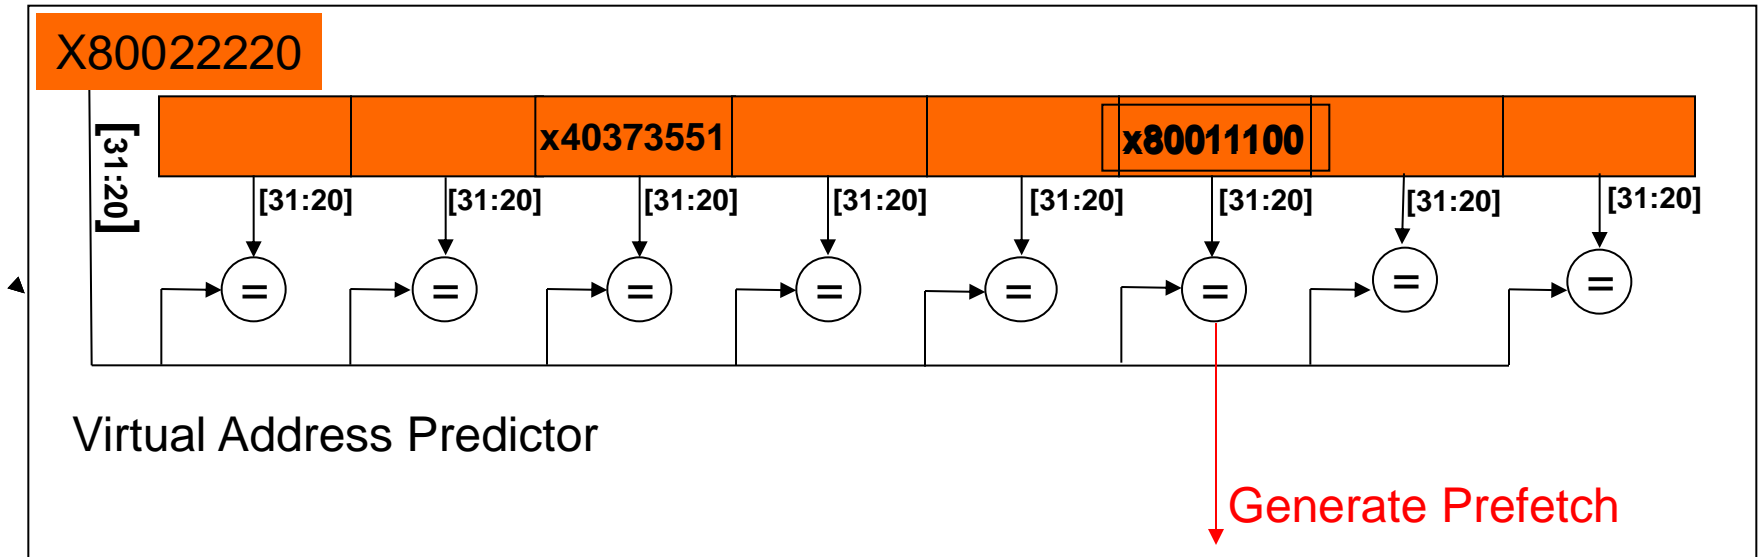 X80022220
[31:20]
x40373551 x80011100
[31:20] [31:20] [31:20] [31:20] [31:20] [31:20] [31:20] [31:20]
= = = = = = = =
Virtual Address Predictor
Generate Prefetch